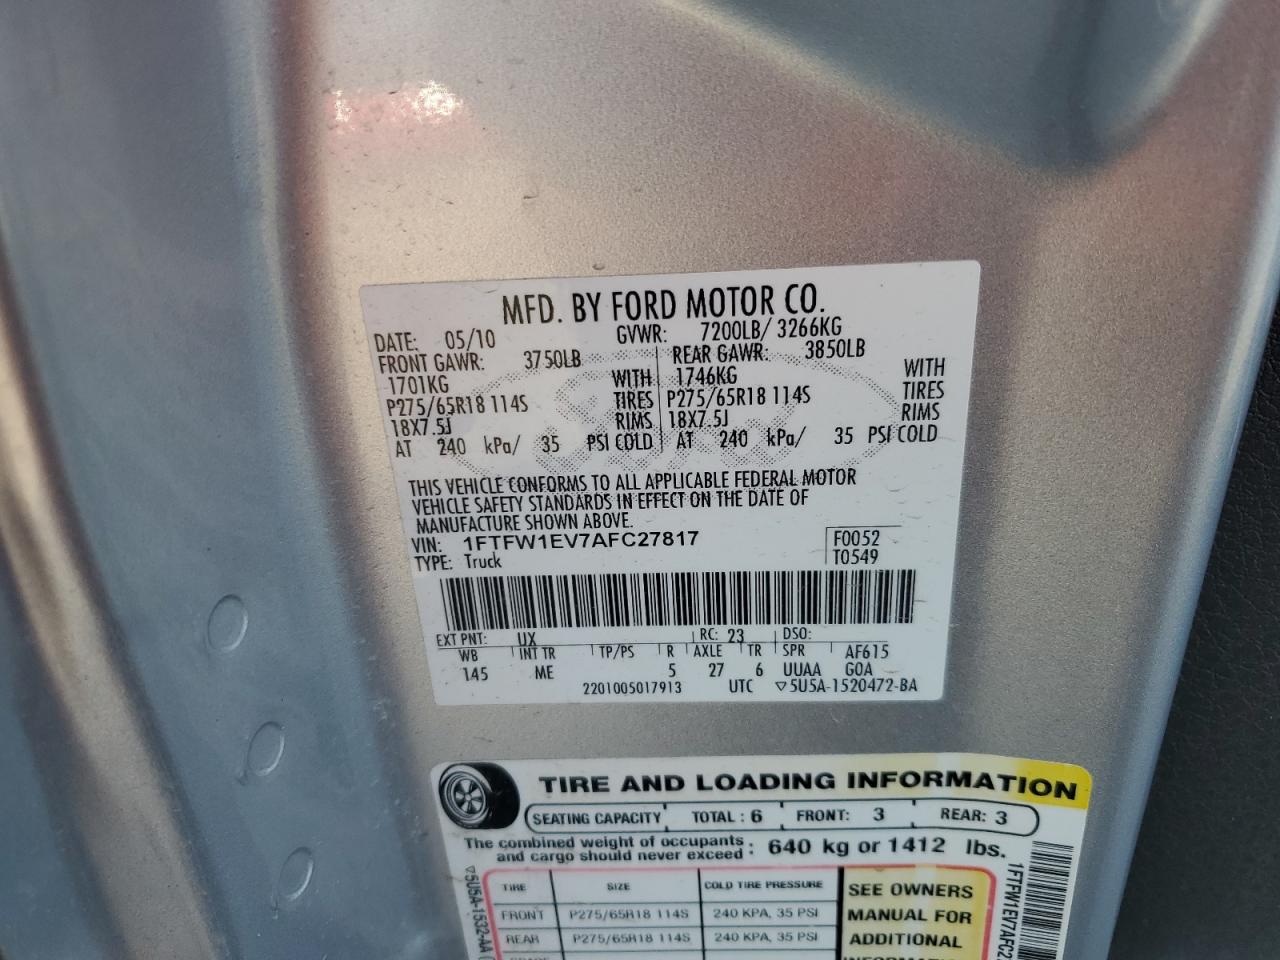 MFD. BY FORD MOTOR CO.
DATE: 05/10 GVWR: 7200LB/ 3266KG
FRONT GAWR: 3750LB REAR GAWR: 3850LB
1701KG WITH 1746KG WITH
P275/65R18 114S TIRES P275/65R18 114S TIRES
18X7.5J RIMS 18X7.5J RIMS
AT 240 kPa/ 35 PSI COLD AT 240 kPa/ 35 PSI COLD
THIS VEHICLE CONFORMS TO ALL APPLICABLE FEDERAL MOTOR
VEHICLE SAFETY STANDARDS IN EFFECT ON THE DATE OF
MANUFACTURE SHOWN ABOVE.
VIN: 1FTFW1EV7AFC27817 F0052
TYPE: Truck T0549
EXT PNT: UX RC: 23 DSO:
WB INT TR TP/PS R AXLE TR SPR AF615
145 ME 5 27 6 UUAA GOA
2201005017913 UTC ▽5U5A-1520472-BA
TIRE AND LOADING INFORMATION
SEATING CAPACITY TOTAL : 6 FRONT: 3 REAR: 3
The combined weight of occupants
and cargo should never exceed : 640 kg or 1412 lbs.
TIRE SIZE COLD TIRE PRESSURE SEE OWNERS
FRONT P275/65R18 114S 240 KPA, 35 PSI MANUAL FOR
REAR P275/65R18 114S 240 KPA, 35 PSI ADDITIONAL
▽5U5A-1532-AA
1FTFW1EV7AFC2